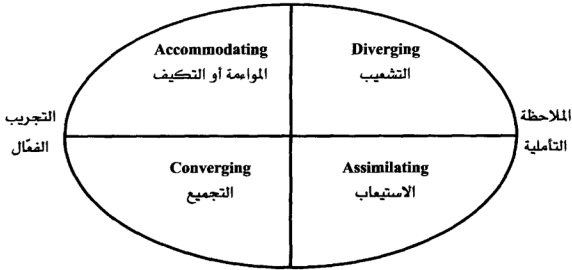 Accommodating
المواءمة أو التكيف
Diverging
التشعيب
التجريب
الفعّال
الملاحظة
التأملية
Converging
التجميع
Assimilating
الاستيعاب